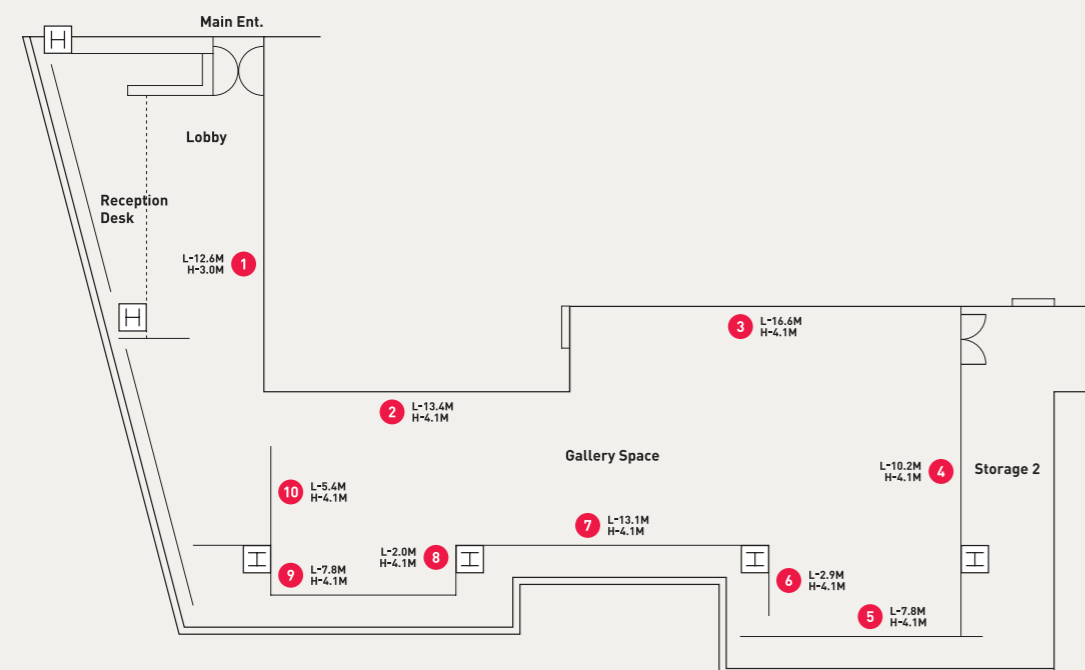 Main Ent.
Lobby
Reception
Desk
L-12.6M
H-3.0M
1
3
L-16.6M
H-4.1M
2
L-13.4M
H-4.1M
Gallery Space
L-10.2M
H-4.1M
4
Storage 2
10
L-5.4M
H-4.1M
7
L-13.1M
H-4.1M
L-2.0M
H-4.1M
8
9
L-7.8M
H-4.1M
6
L-2.9M
H-4.1M
5
L-7.8M
H-4.1M